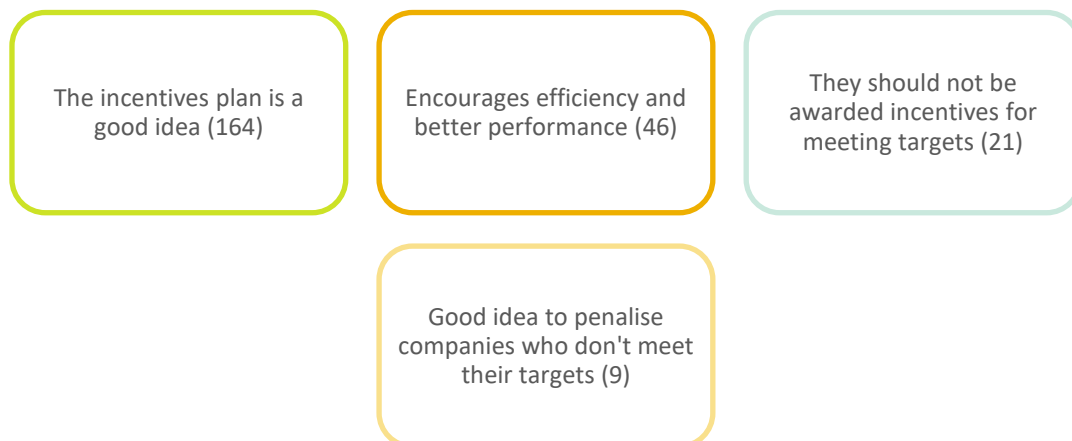 The incentives plan is a
good idea (164)
Encourages efficiency and
better performance (46)
They should not be
awarded incentives for
meeting targets (21)
Good idea to penalise
companies who don't meet
their targets (9)